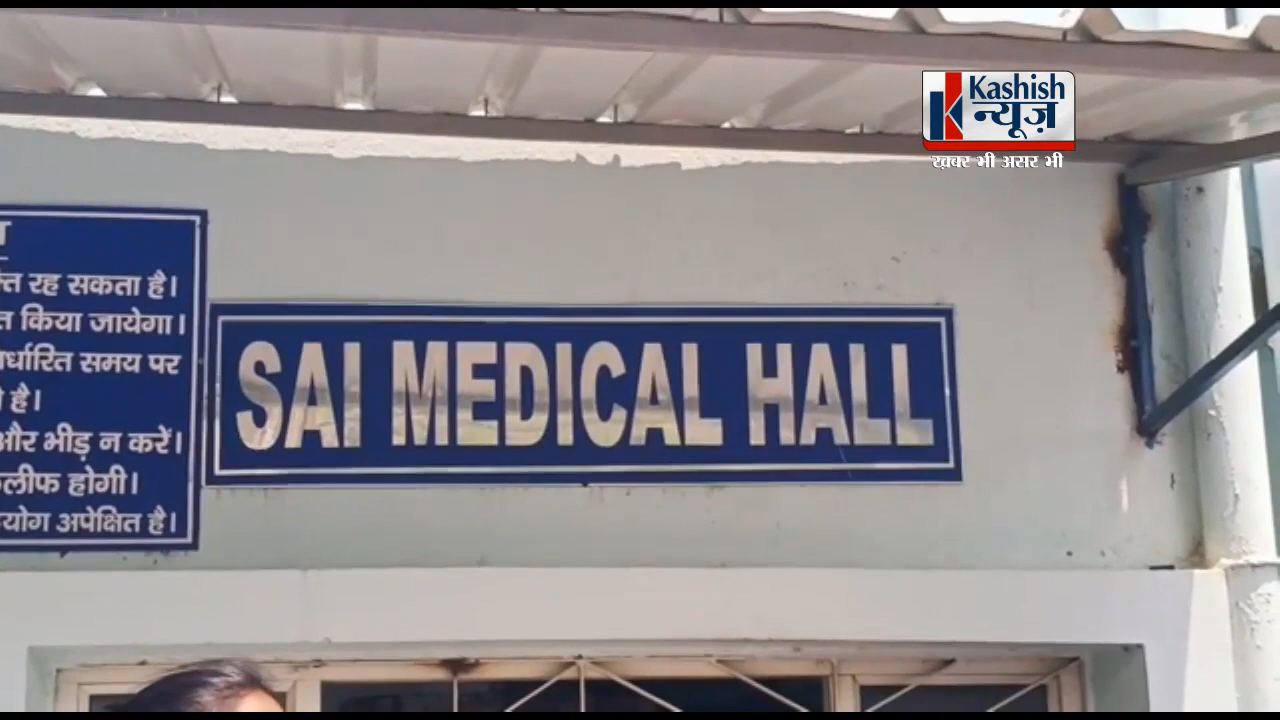 Kashish
न्यूज़
ख़बर भी असर भी
रह सकता है।
किया जायेगा।
समय पर
है।
और भीड़ न करें।
होगी।
अपेक्षित है।
SAI MEDICAL HALL